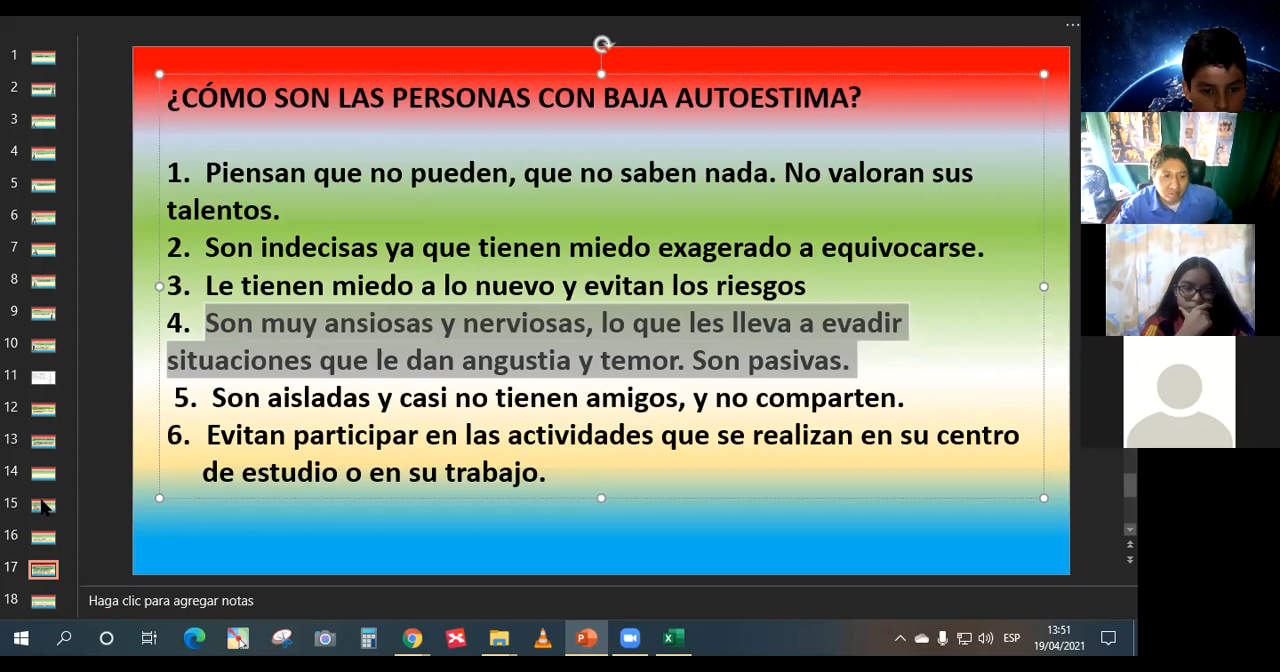 ¿CÓMO SON LAS PERSONAS CON BAJA AUTOESTIMA?
1. Piensan que no pueden, que no saben nada. No valoran sus
talentos.
2. Son indecisas ya que tienen miedo exagerado a equivocarse.
3. Le tienen miedo a lo nuevo y evitan los riesgos
4. Son muy ansiosas y nerviosas, lo que les lleva a evadir
situaciones que le dan angustia y temor. Son pasivas.
5. Son aisladas y casi no tienen amigos, y no comparten.
6. Evitan participar en las actividades que se realizan en su centro
de estudio o en su trabajo.
1
2
3
4
5
6
7
8
9
10
11
12
13
14
15
16
17
18
Haga clic para agregar notas
ESP
13:51
19/04/2021